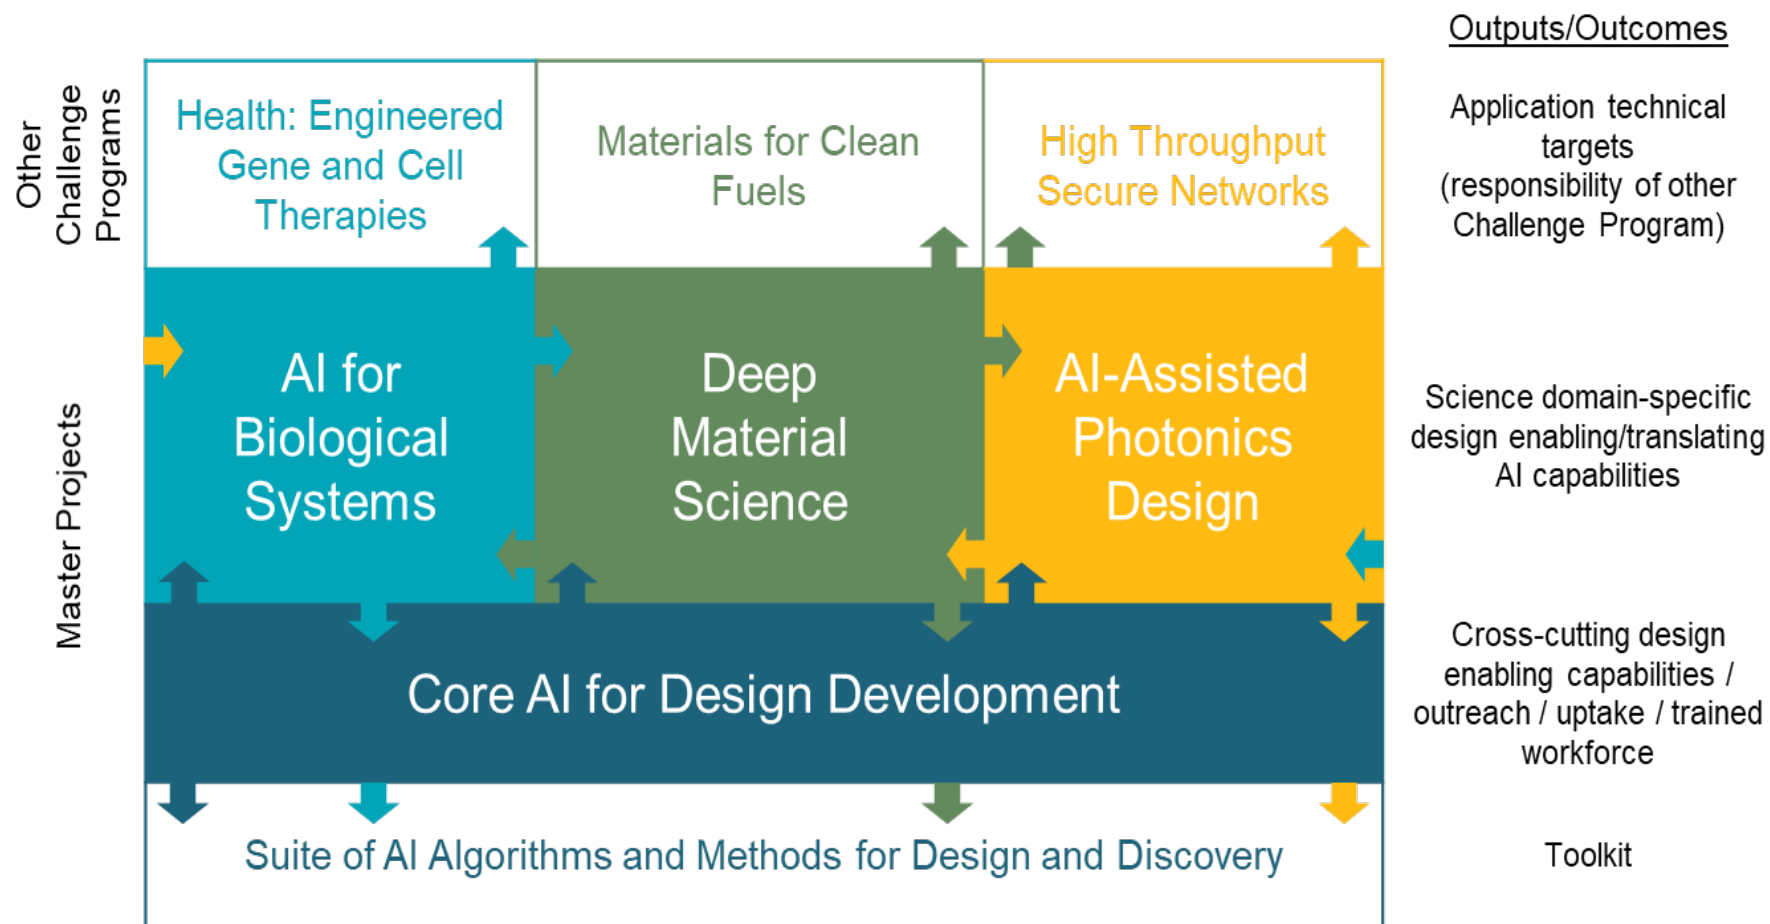 Outputs/Outcomes
Other
Challenge
Programs
Health: Engineered
Gene and Cell
Therapies
Materials for Clean
Fuels
High Throughput
Secure Networks
Application technical
targets
(responsibility of other
Challenge Program)
Master Projects
AI for
Biological
Systems
Deep
Material
Science
AI-Assisted
Photonics
Design
Science domain-specific
design enabling/translating
AI capabilities
Core AI for Design Development
Cross-cutting design
enabling capabilities /
outreach / uptake / trained
workforce
Suite of AI Algorithms and Methods for Design and Discovery
Toolkit